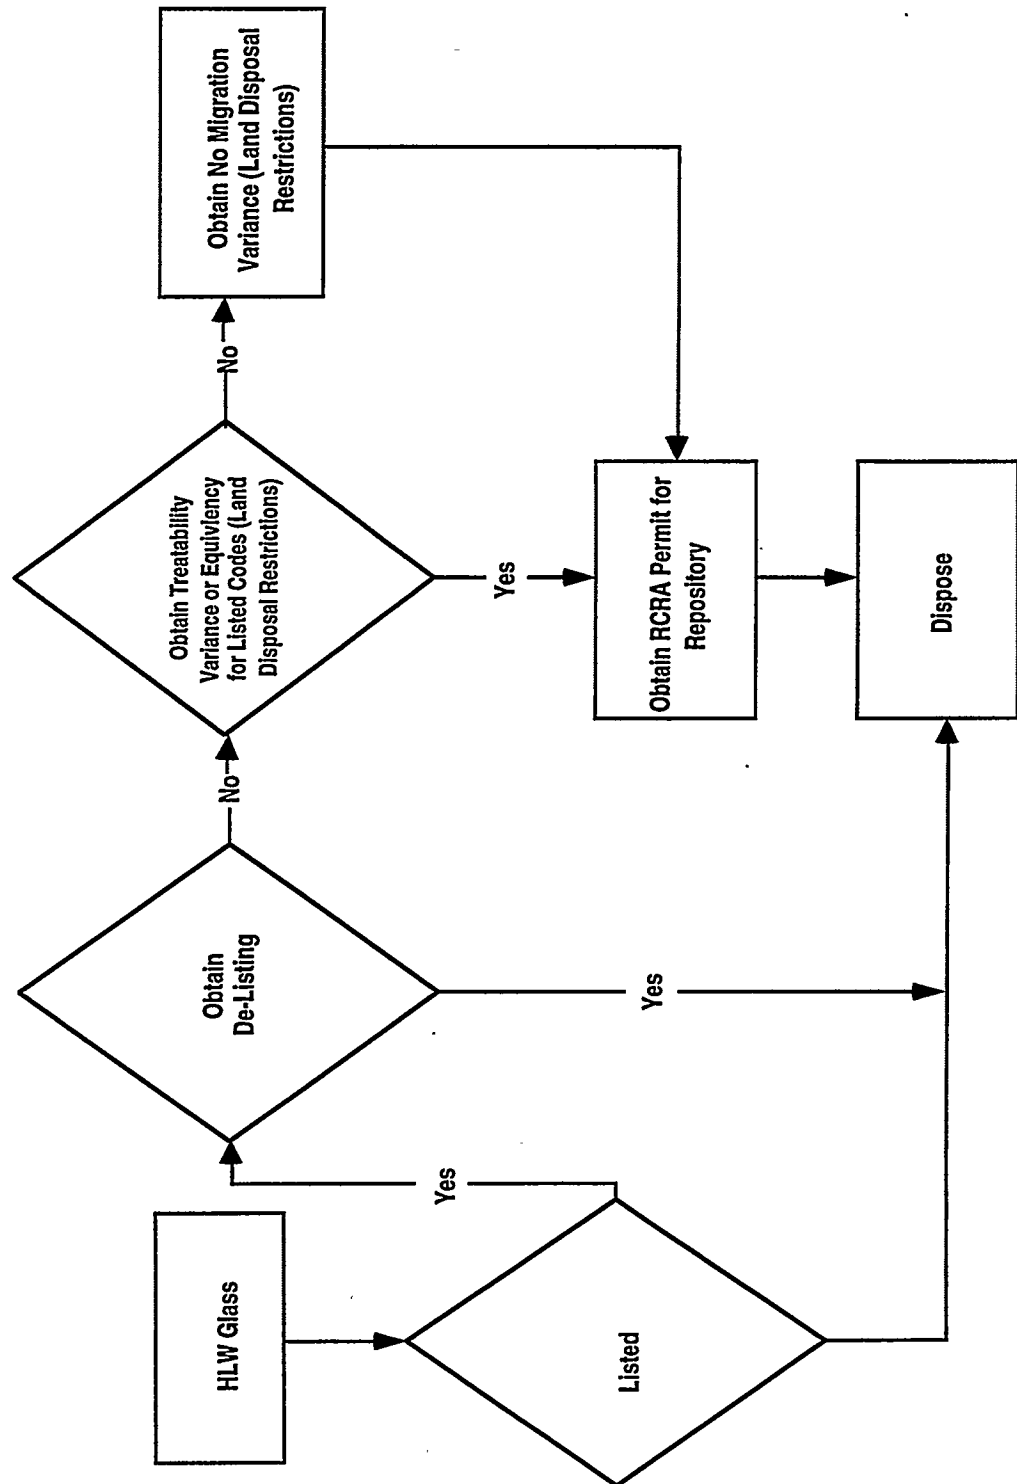 HLW Glass
Listed
Yes
Obtain
De-Listing
Yes
No
Obtain Treatability
Variance or Equivlency
for Listed Codes (Land
Disposal Restrictions)
Yes
No
Obtain No Migration
Variance (Land Disposal
Restrictions)
Obtain RCRA Permit for
Repository
Dispose